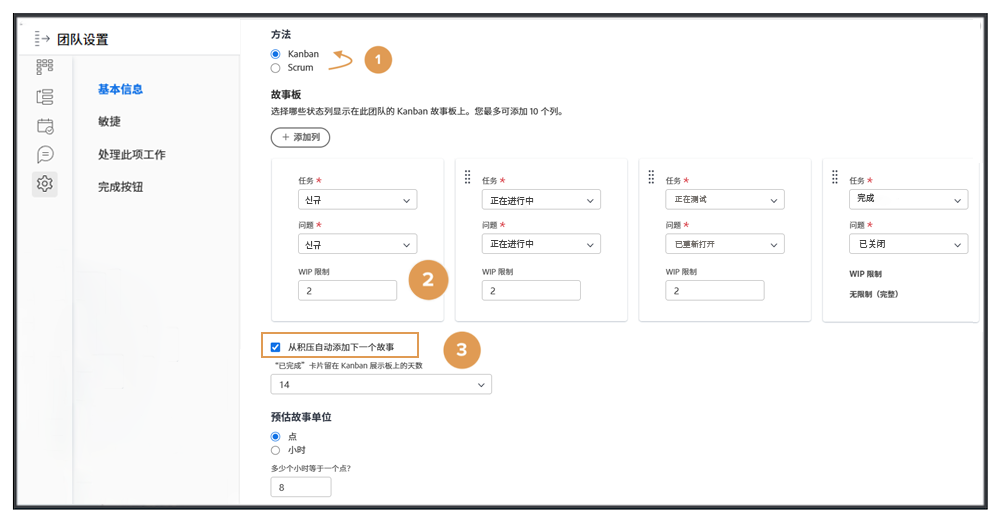 团队设置
基本信息
敏捷
处理此项工作
完成按钮
方法
Kanban
Scrum
1
故事板
选择哪些状态列显示在此团队的 Kanban 故事板上。您最多可添加 10 个列。
+ 添加列
任务 *
新규
问题 *
新규
WIP 限制
2
2
任务 *
正在进行中
问题 *
正在进行中
WIP 限制
2
任务 *
正在测试
问题 *
已重新打开
WIP 限制
2
任务 *
完成
问题 *
已关闭
WIP 限制
无限制（完整）
从积压自动添加下一个故事
3
“已完成”卡片留在 Kanban 展示板上的天数
14
预估故事单位
点
小时
多少个小时等于一个点?
8